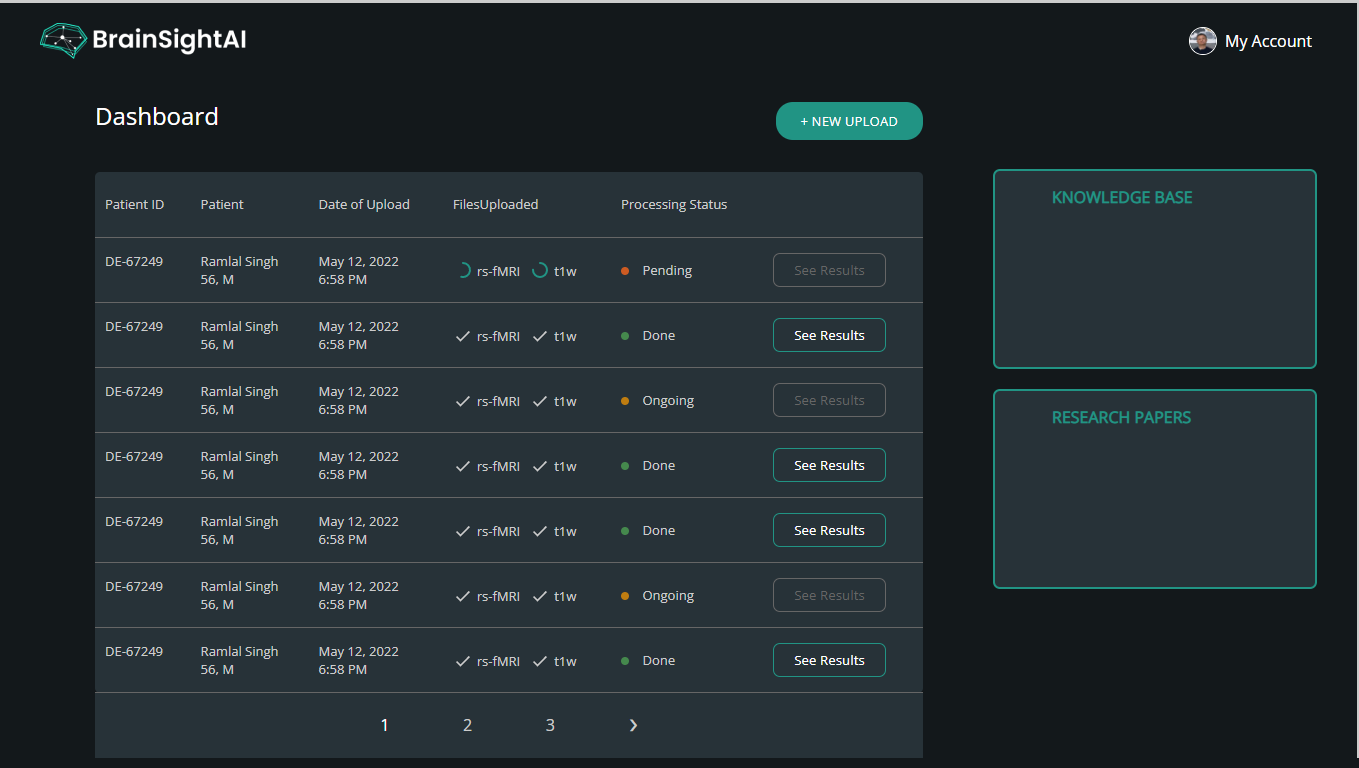 BrainSightAI
My Account
Dashboard
+ NEW UPLOAD
Patient ID Patient Date of Upload FilesUploaded Processing Status
DE-67249 Ramlal Singh May 12, 2022 rs-fMRI t1w Pending See Results
56, M 6:58 PM
DE-67249 Ramlal Singh May 12, 2022 rs-fMRI t1w Done See Results
56, M 6:58 PM
DE-67249 Ramlal Singh May 12, 2022 rs-fMRI t1w Ongoing See Results
56, M 6:58 PM
DE-67249 Ramlal Singh May 12, 2022 rs-fMRI t1w Done See Results
56, M 6:58 PM
DE-67249 Ramlal Singh May 12, 2022 rs-fMRI t1w Done See Results
56, M 6:58 PM
DE-67249 Ramlal Singh May 12, 2022 rs-fMRI t1w Ongoing See Results
56, M 6:58 PM
DE-67249 Ramlal Singh May 12, 2022 rs-fMRI t1w Done See Results
56, M 6:58 PM
1 2 3 ❯
KNOWLEDGE BASE
RESEARCH PAPERS